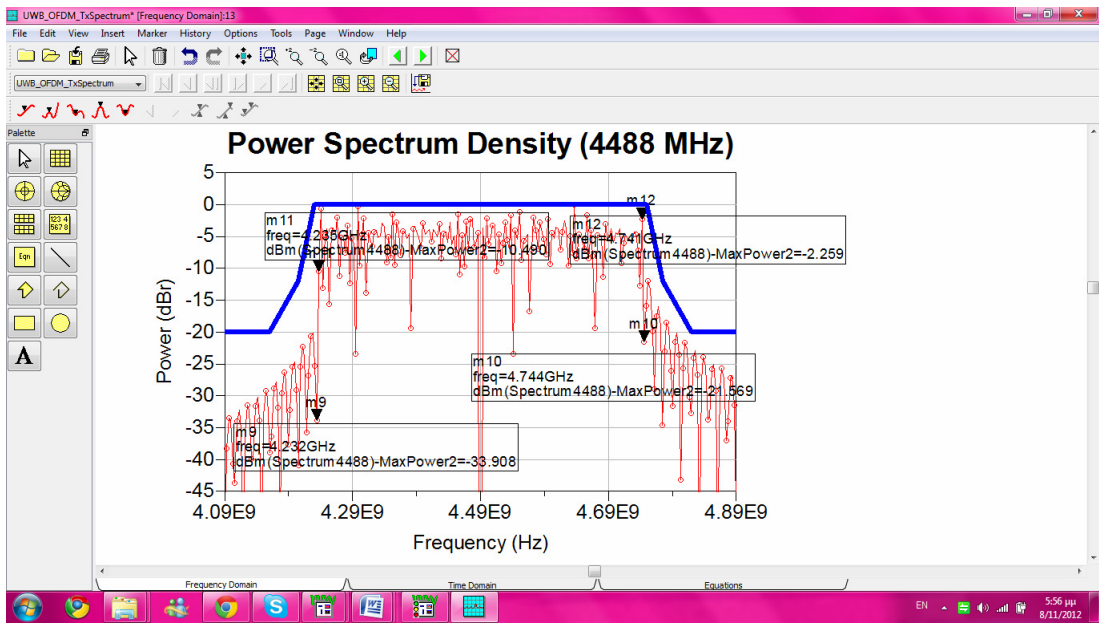 UWB_OFDM_TxSpectrum* [Frequency Domain]:13
File Edit View Insert Marker History Options Tools Page Window Help
UWB_OFDM_TxSpectrum
Palette
123 4
567 8
Eqn
A
Power Spectrum Density (4488 MHz)
5
0
-5
-10
-15
-20
-25
-30
-35
-40
-45
Power (dBr)
m12
m11
freq=4.235GHz
dBm(Spectrum4488)-MaxPower2=-10.490
m12
freq=4.741GHz
dBm(Spectrum4488)-MaxPower2=-2.259
m10
m10
freq=4.744GHz
dBm(Spectrum4488)-MaxPower2=-21.569
m9
m9
freq=4.232GHz
dBm(Spectrum4488)-MaxPower2=-33.908
4.09E9 4.29E9 4.49E9 4.69E9 4.89E9
Frequency (Hz)
Frequency Domain Time Domain Equations
EN 5:56 μμ
8/11/2012